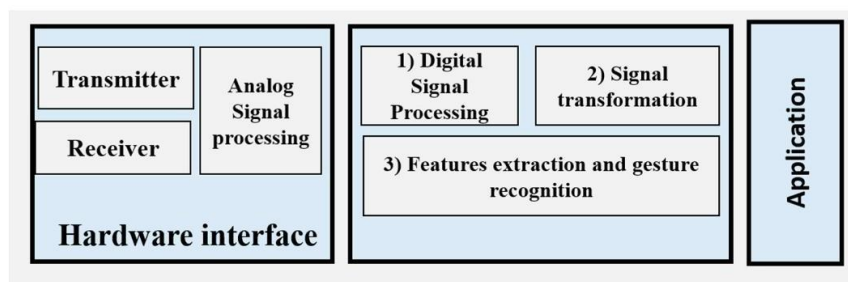 Transmitter
Receiver
Analog
Signal
processing
Hardware interface
1) Digital
Signal
Processing
2) Signal
transformation
3) Features extraction and gesture
recognition
Application